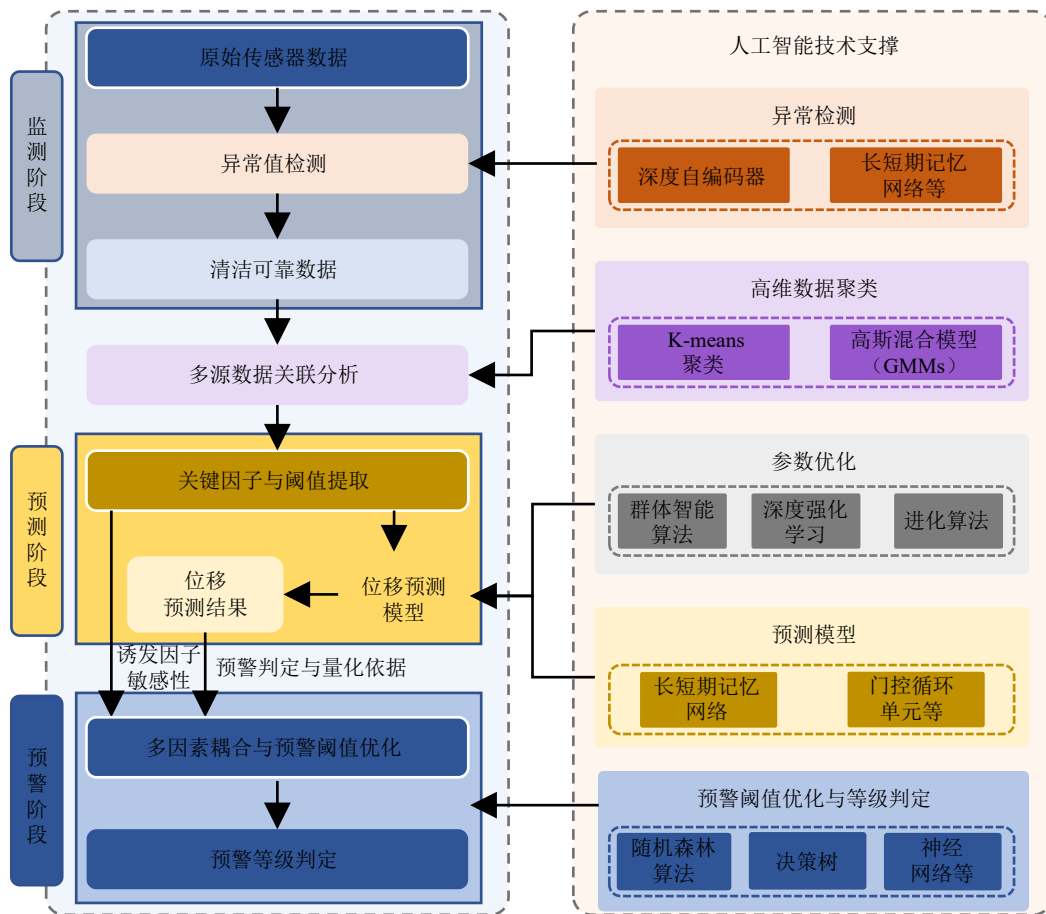 监测阶段
原始传感器数据
异常值检测
清洁可靠数据
多源数据关联分析
预测阶段
关键因子与阈值提取
位移
预测结果
位移预测
模型
诱发因子
敏感性
预警判定与量化依据
预警阶段
多因素耦合与预警阈值优化
预警等级判定
人工智能技术支撑
异常检测
深度自编码器
长短期记忆
网络等
高维数据聚类
K-means
聚类
高斯混合模型
（GMMs）
参数优化
群体智能
算法
深度强化
学习
进化算法
预测模型
长短期记忆
网络
门控循环
单元等
预警阈值优化与等级判定
随机森林
算法
决策树
神经
网络等